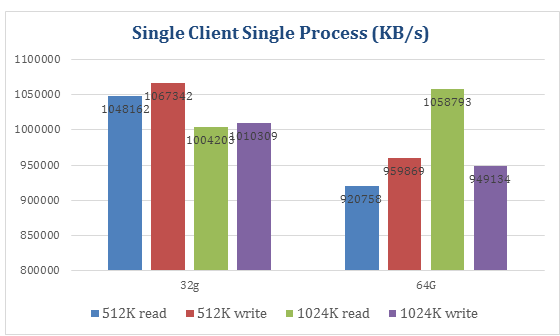 Single Client Single Process (KB/s)
1100000
1050000
1000000
950000
900000
850000
800000
1048162
1067342
1004203
1010309
920758
959869
1058793
949134
32g
64G
512K read
512K write
1024K read
1024K write